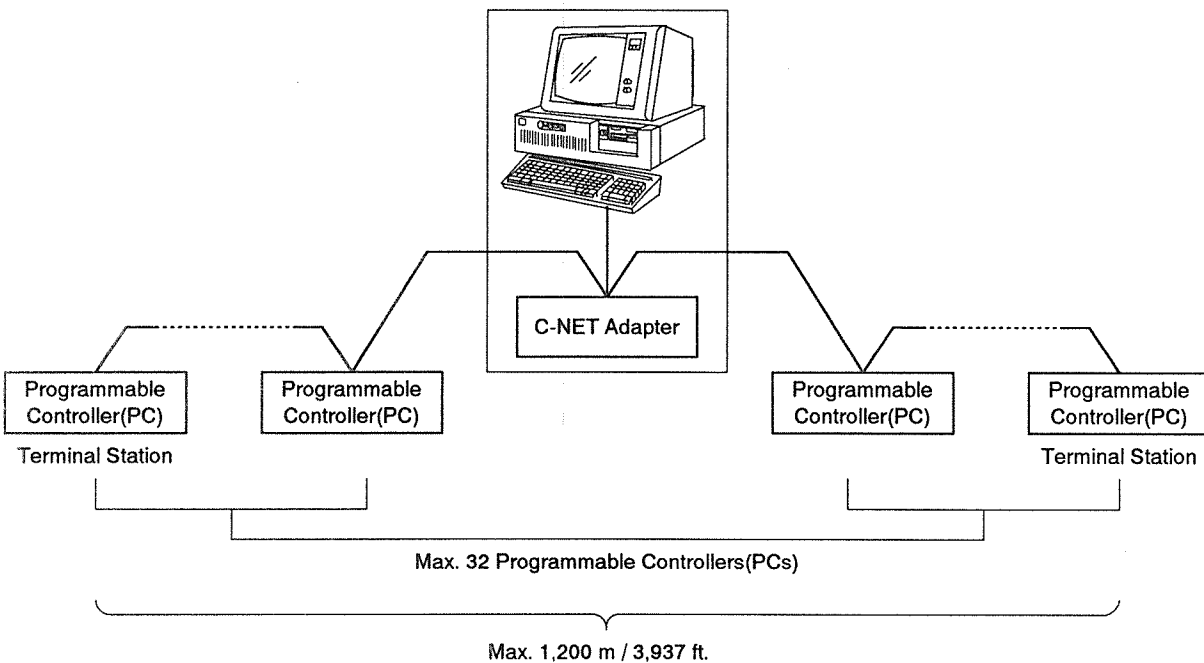 C-NET Adapter
Programmable
Controller(PC)
Programmable
Controller(PC)
Programmable
Controller(PC)
Programmable
Controller(PC)
Terminal Station
Terminal Station
Max. 32 Programmable Controllers(PCs)
Max. 1,200 m / 3,937 ft.